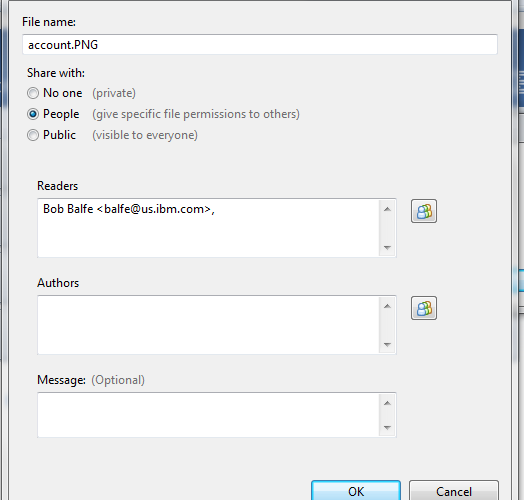 File name:
account.PNG
Share with:
No one (private)
People (give specific file permissions to others)
Public (visible to everyone)
Readers
Bob Balfe <balfe@us.ibm.com>,
Authors
Message: (Optional)
OK Cancel